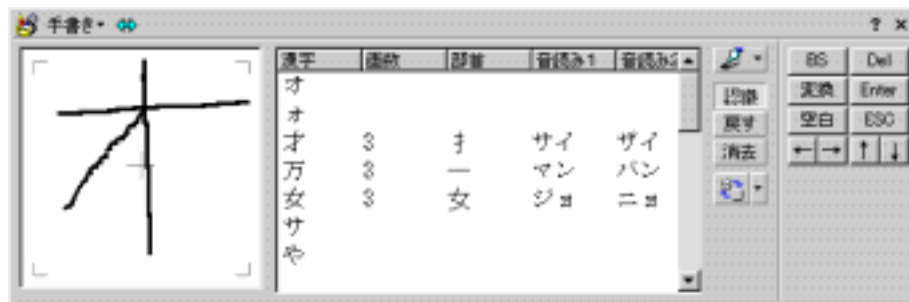 手書き ? ×
漢字 画数 部首 音読み1 音読み2
オ
ォ
才 3 扌 サイ ザイ
万 3 一 マン バン
女 3 女 ジョ ニョ
サ
や
認識
戻す
消去
BS Del
変換 Enter
空白 ESC
← → ↑ ↓